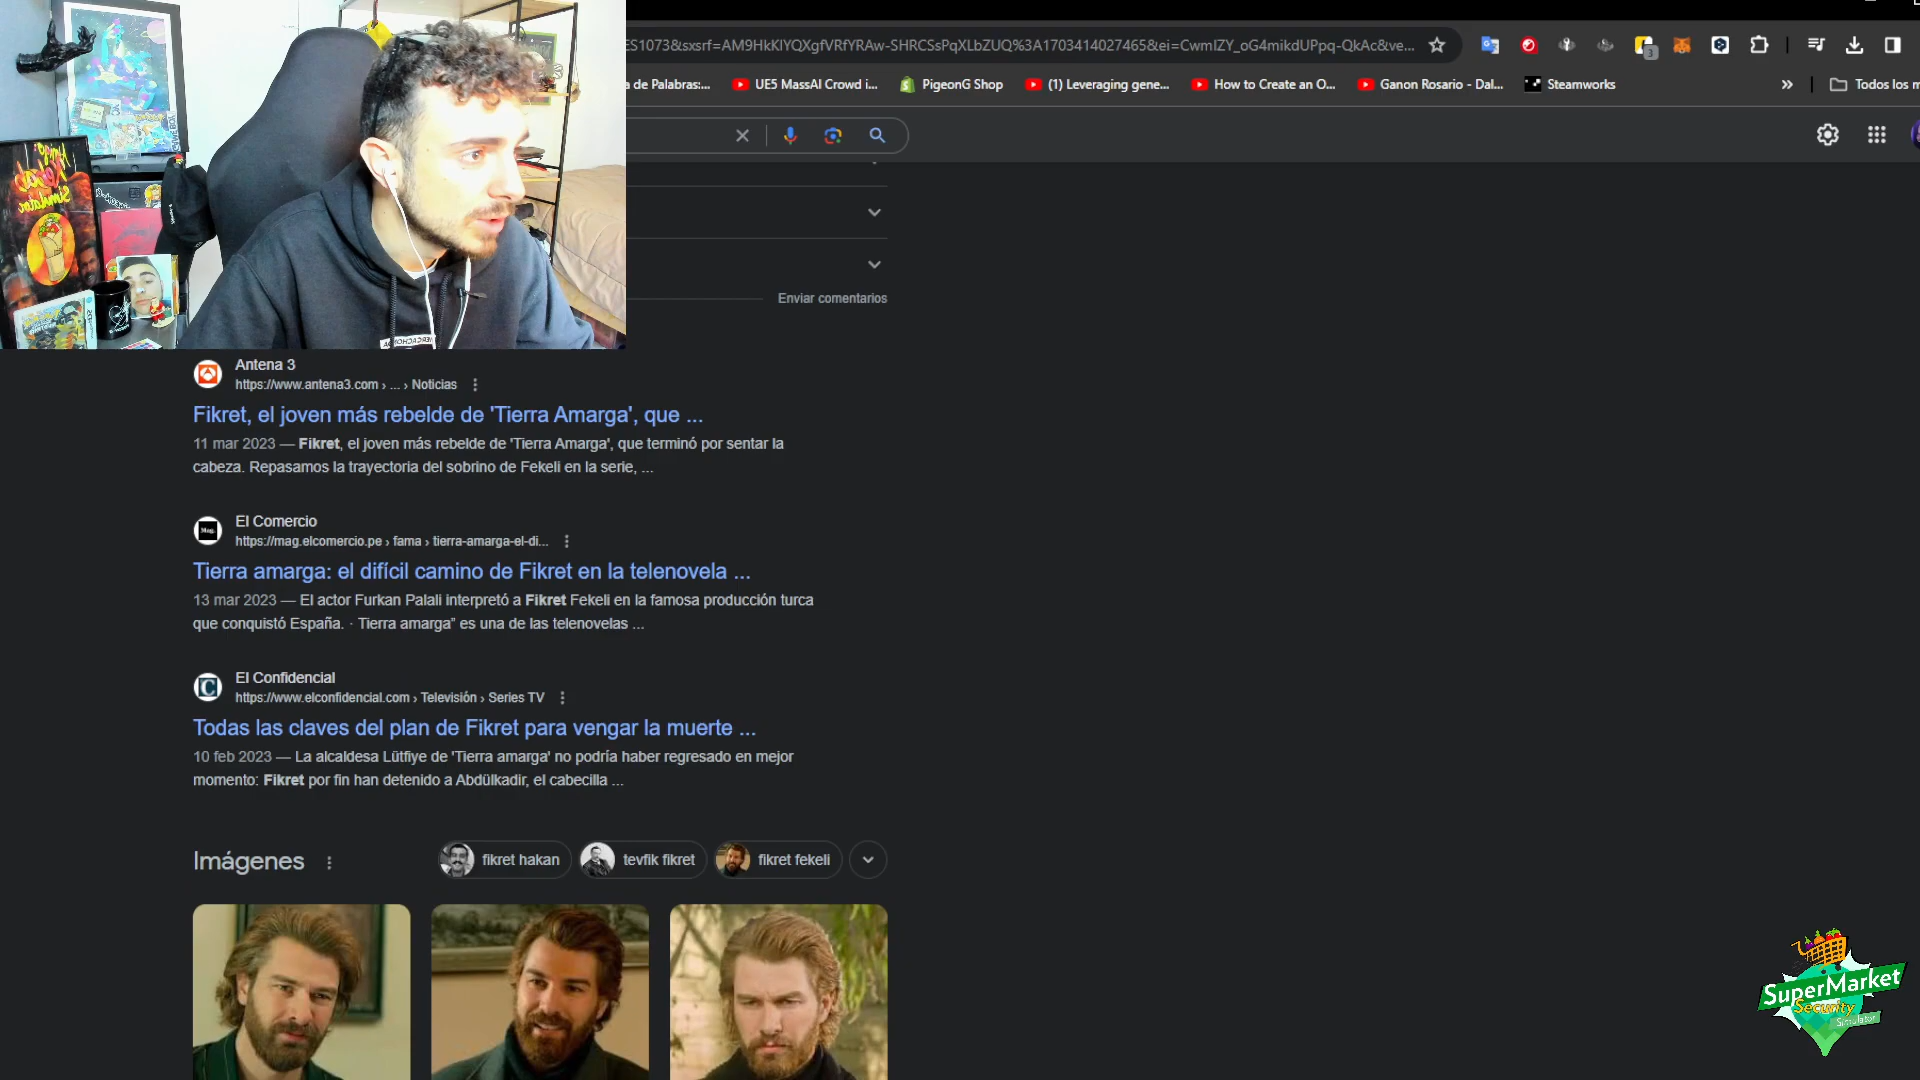 ES1073&sxsrf=AM9HkKlYQXgfVRfYRAw-SHRCSsPqXLbZUQ%3A1703414027465&ei=CwmIZY_oG4mikdUPpq-QkAc&ve...
3
a de Palabras:...
UE5 MassAI Crowd i...
PigeonG Shop
(1) Leveraging gene...
How to Create an O...
Ganon Rosario - Dal...
Steamworks
»
Todos los m
Enviar comentarios
Antena 3
https://www.antena3.com › ... › Noticias
Fikret, el joven más rebelde de 'Tierra Amarga', que ...
11 mar 2023 — Fikret, el joven más rebelde de 'Tierra Amarga', que terminó por sentar la
cabeza. Repasamos la trayectoria del sobrino de Fekeli en la serie, ...
Mag.
El Comercio
https://mag.elcomercio.pe › fama › tierra-amarga-el-di...
Tierra amarga: el difícil camino de Fikret en la telenovela ...
13 mar 2023 — El actor Furkan Palali interpretó a Fikret Fekeli en la famosa producción turca
que conquistó España. · Tierra amarga” es una de las telenovelas ...
El Confidencial
https://www.elconfidencial.com › Televisión › Series TV
Todas las claves del plan de Fikret para vengar la muerte ...
10 feb 2023 — La alcaldesa Lütfiye de 'Tierra amarga' no podría haber regresado en mejor
momento: Fikret por fin han detenido a Abdülkadir, el cabecilla ...
Imágenes
fikret hakan
tevfik fikret
fikret fekeli
SuperMarket
Security
Simulator
Kebab
Simulator